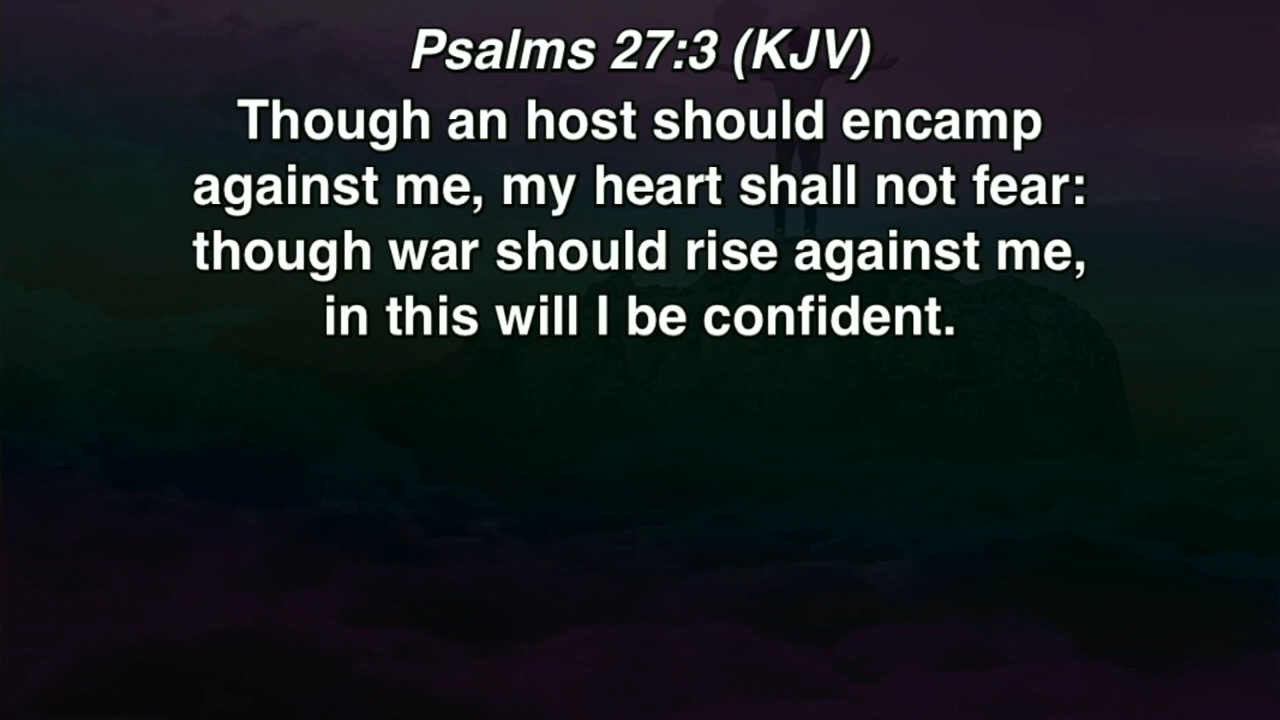 Psalms 27:3 (KJV)
Though an host should encamp
against me, my heart shall not fear:
though war should rise against me,
in this will I be confident.